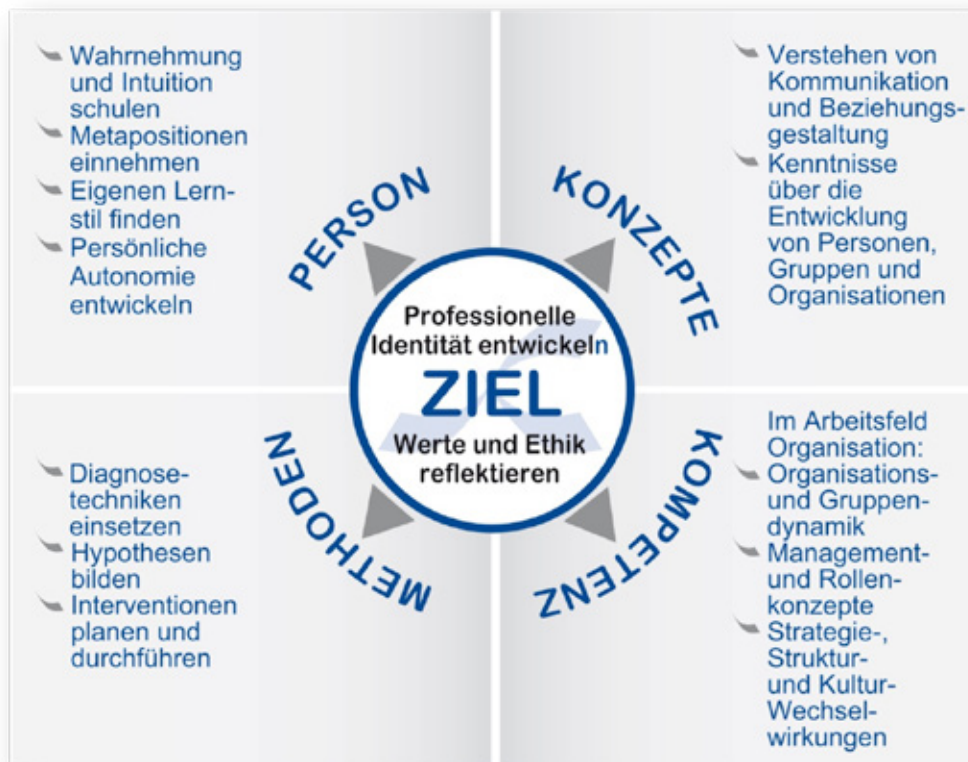 Wahrnehmung
und Intuition
schulen
Metapositionen
einnehmen
Eigenen Lern-
stil finden
Persönliche
Autonomie
entwickeln
PERSON
Verstehen von
Kommunikation
und Beziehungs-
gestaltung
Kenntnisse
über die
Entwicklung
von Personen,
Gruppen und
Organisationen
KONZEPTE
Professionelle
Identität entwickeln
ZIEL
Werte und Ethik
reflektieren
Diagnose-
techniken
einsetzen
Hypothesen
bilden
Interventionen
planen und
durchführen
METHODEN
Im Arbeitsfeld
Organisation:
Organisations-
und Gruppen-
dynamik
Management-
und Rollen-
konzepte
Strategie-,
Struktur-
und Kultur-
Wechsel-
wirkungen
KOMPETENZ